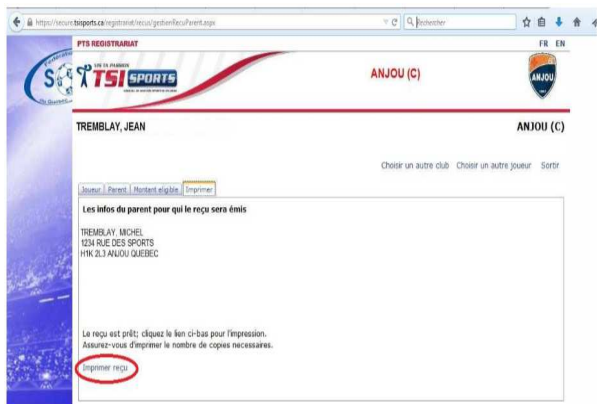 https://secure.tsisports.ca/registrariat/recus/gestienRecuParent.aspx
Rechercher
PTS REGISTRARIAT
FR EN
TSI SPORTS
ANJOU (C)
ANJOU
TREMBLAY, JEAN
ANJOU (C)
Choisir un autre club Choisir un autre joueur Sortir
Joueur Parent Montant eligible Imprimer
Les infos du parent pour qui le reçu sera émis
TREMBLAY, MICHEL
1234 RUE DES SPORTS
H1K 2L3 ANJOU QUEBEC
Le reçu est prêt; cliquez le lien ci-bas pour l'impression.
Assurez-vous d'imprimer le nombre de copies necessaires.
Imprimer reçu